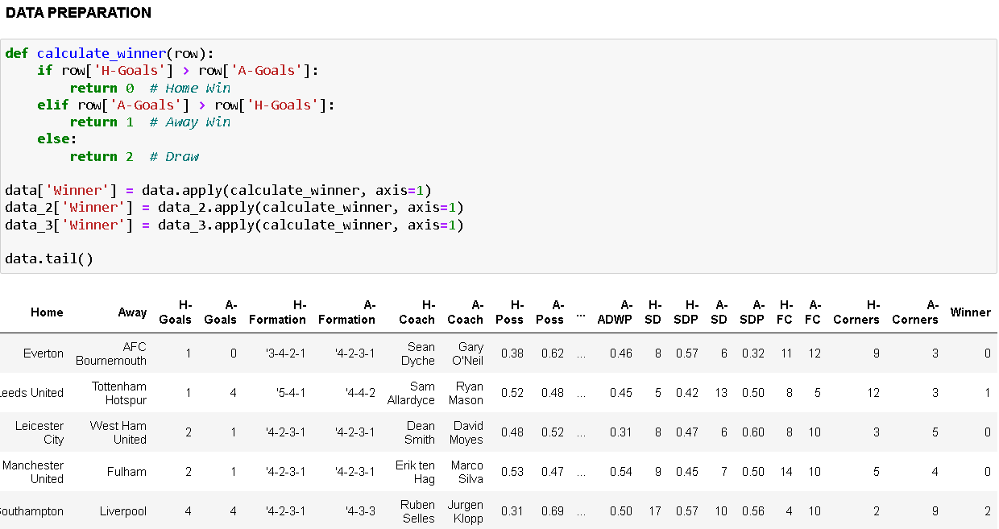 DATA PREPARATION
def calculate_winner(row):
    if row['H-Goals'] > row['A-Goals']:
        return 0  # Home Win
    elif row['A-Goals'] > row['H-Goals']:
        return 1  # Away Win
    else:
        return 2  # Draw
data['Winner'] = data.apply(calculate_winner, axis=1)
data_2['Winner'] = data_2.apply(calculate_winner, axis=1)
data_3['Winner'] = data_3.apply(calculate_winner, axis=1)
data.tail()
Home Away H-Goals A-Goals H-Formation A-Formation H-Coach A-Coach H-Poss A-Poss ... A-ADWP H-SD H-SDP A-SD A-SDP H-FC A-FC H-Corners A-Corners Winner
Everton AFC Bournemouth 1 0 '3-4-2-1 '4-2-3-1 Sean Dyche Gary O'Neil 0.38 0.62 ... 0.46 8 0.57 6 0.32 11 12 9 3 0
eeds United Tottenham Hotspur 1 4 '5-4-1 '4-4-2 Sam Allardyce Ryan Mason 0.52 0.48 ... 0.45 5 0.42 13 0.50 8 5 12 3 1
Leicester City West Ham United 2 1 '4-2-3-1 '4-2-3-1 Dean Smith David Moyes 0.48 0.52 ... 0.31 8 0.47 6 0.60 8 10 3 5 0
Manchester United Fulham 2 1 '4-2-3-1 '4-2-3-1 Erik ten Hag Marco Silva 0.53 0.47 ... 0.54 9 0.45 7 0.50 14 10 5 4 0
outhampton Liverpool 4 4 '4-2-3-1 '4-3-3 Ruben Selles Jurgen Klopp 0.31 0.69 ... 0.50 17 0.57 10 0.56 4 10 2 9 2